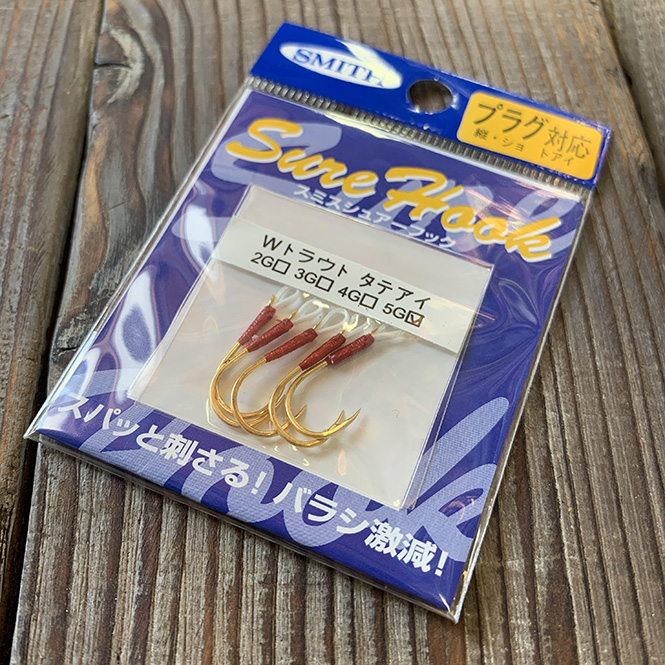 SMITH
プラグ対応
縦・ショ トアイ
Sure Hook
スミスシュアーフック
Wトラウト タテアイ
2G□ 3G□ 4G□ 5G☑
スパッと刺さる！バラシ激減！